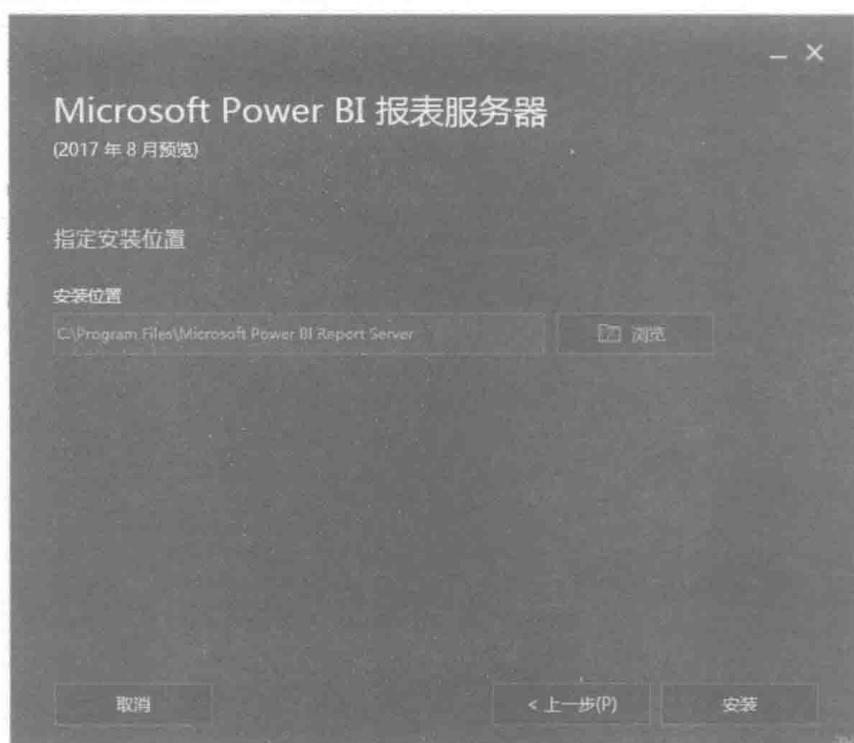 Microsoft Power BI 报表服务器
(2017 年 8 月预览)
指定安装位置
安装位置
C:\Program Files\Microsoft Power BI Report Server
浏览
取消
< 上一步(P)
安装